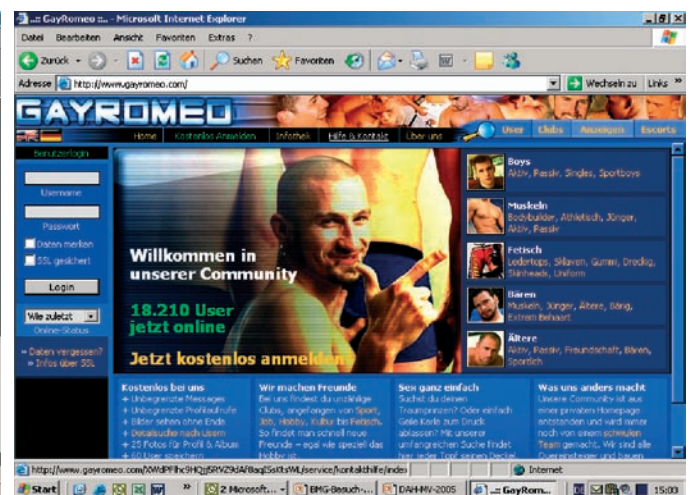 ..:: GayRomeo ::.. - Microsoft Internet Explorer
Datei Bearbeiten Ansicht Favoriten Extras ?
Zurück Suchen Favoriten
Adresse http://www.gayromeo.com/ Wechseln zu Links »
GAYROMEO
Home Kostenlos Anmelden Infothek Hilfe & Kontakt Über uns User Clubs Anzeigen Escorts
Benutzerlogin
Username
Passwort
Daten merken
SSL gesichert
Login
Wie zuletzt
Online-Status
» Daten vergessen?
» Infos über SSL
Willkommen in
unserer Community
18.210 User
jetzt online
Jetzt kostenlos anmelden
Boys
Aktiv, Passiv, Singles, Sportboys
Muskeln
Bodybuilder, Athletisch, Jünger,
Aktiv, Passiv
Fetisch
Ledertops, Sklaven, Gummi, Dreckig,
Skinheads, Uniform
Bären
Muskeln, Jünger, Ältere, Bärig,
Extrem Behaart
Ältere
Aktiv, Passiv, Freundschaft, Bären,
Sportlich
Kostenlos bei uns
+ Unbegrenzte Messages
+ Unbegrenzte Profilaufrufe
+ Bilder sehen ohne Ende
+ Detailsuche nach Usern
+ 25 Fotos für Profil & Album
+ 60 User speichern
Wir machen Freunde
Bei uns findest du unzählige
Clubs, angefangen von Sport,
Job, Hobby, Kultur bis Fetisch.
So findet man schnell neue
Freunde - egal wie speziell das
Hobby ist.
Sex ganz einfach
Suchst du deinen
Traumprinzen? Oder einfach
Geile Kerle zum Druck
ablassen? Mit unserer
umfangreichen Suche findet
hier jeder Topf seinen Deckel.
Was uns anders macht
Unsere Community ist aus
einer privaten Homepage
entstanden und wird immer
noch von einem schwulen
Team gemacht. Wir sind alle
Quereinsteiger und bauen
Internet
Start 2 Microsoft... BMG-Besuch-... DAH-MV-2005 ..:: GayRom... DE 15:03